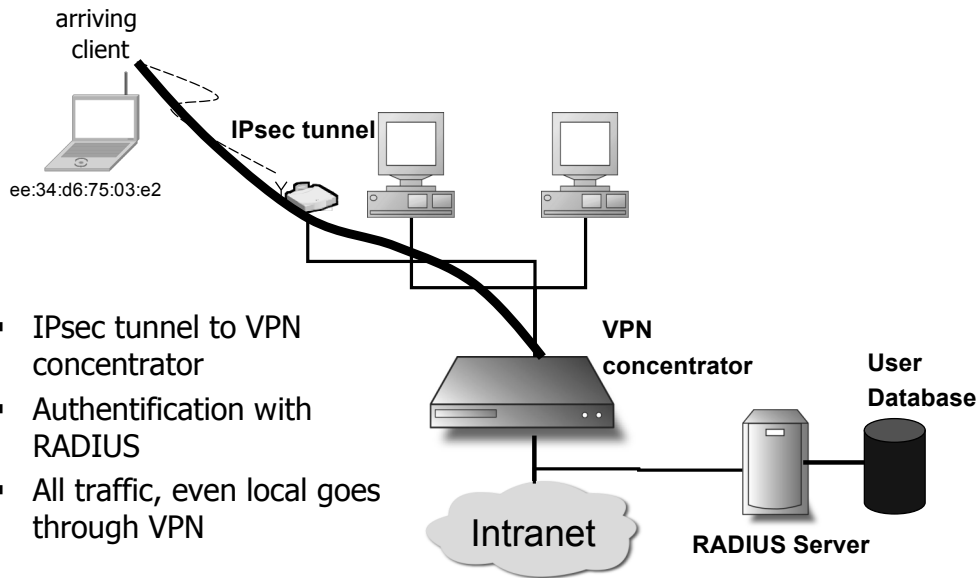 arriving
client
IPsec tunnel
ee:34:d6:75:03:e2
▪ IPsec tunnel to VPN
concentrator
▪ Authentification with
RADIUS
▪ All traffic, even local goes
through VPN
VPN
concentrator
User
Database
Intranet
RADIUS Server